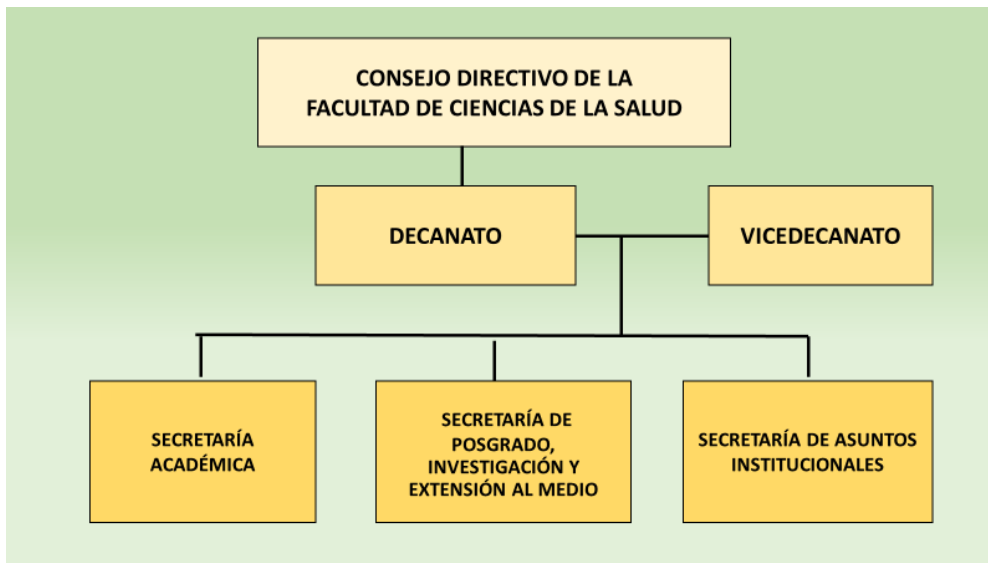 CONSEJO DIRECTIVO DE LA
FACULTAD DE CIENCIAS DE LA SALUD
DECANATO
VICEDECANATO
SECRETARÍA
ACADÉMICA
SECRETARÍA DE
POSGRADO,
INVESTIGACIÓN Y
EXTENSIÓN AL MEDIO
SECRETARÍA DE ASUNTOS
INSTITUCIONALES